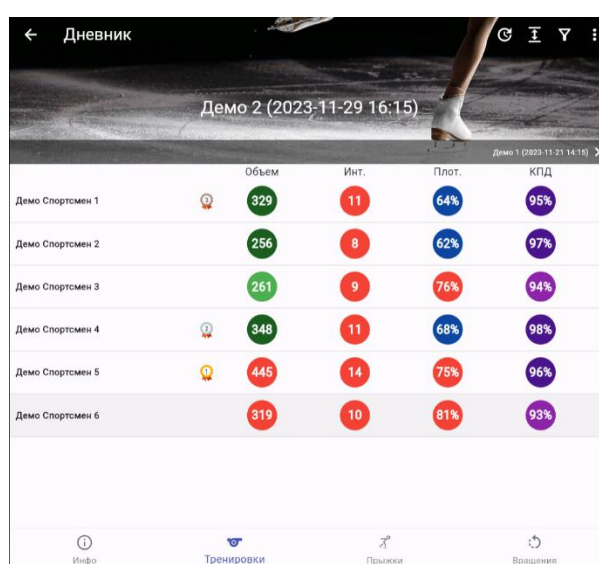 Дневник
Демо 2 (2023-11-29 16:15)
Демо 1 (2023-11-21 14:15)
Объем Инт. Плот. КПД
Демо Спортсмен 1 3 329 11 64% 95%
Демо Спортсмен 2 256 8 62% 97%
Демо Спортсмен 3 261 9 76% 94%
Демо Спортсмен 4 2 348 11 68% 98%
Демо Спортсмен 5 1 445 14 75% 96%
Демо Спортсмен 6 319 10 81% 93%
Инфо Тренировки Прыжки Вращения